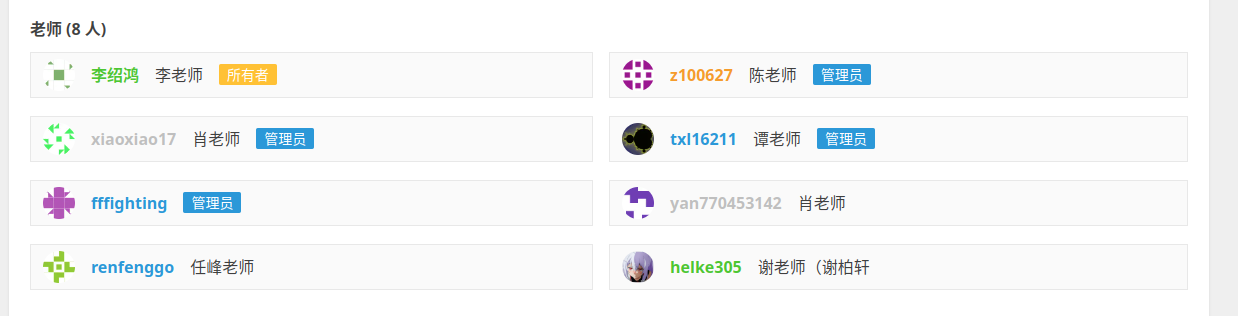 老师 (8 人)
李绍鸿 李老师 所有者
z100627 陈老师 管理员
xiaoxiao17 肖老师 管理员
txl16211 谭老师 管理员
fffighting 管理员
yan770453142 肖老师
renfenggo 任峰老师
helke305 谢老师（谢柏轩